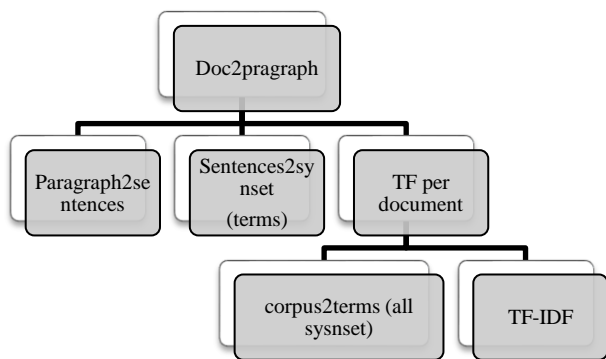 Doc2pragraph
Paragraph2se
ntences
Sentences2sy
nset
(terms)
TF per
document
corpus2terms (all
sysnset)
TF-IDF